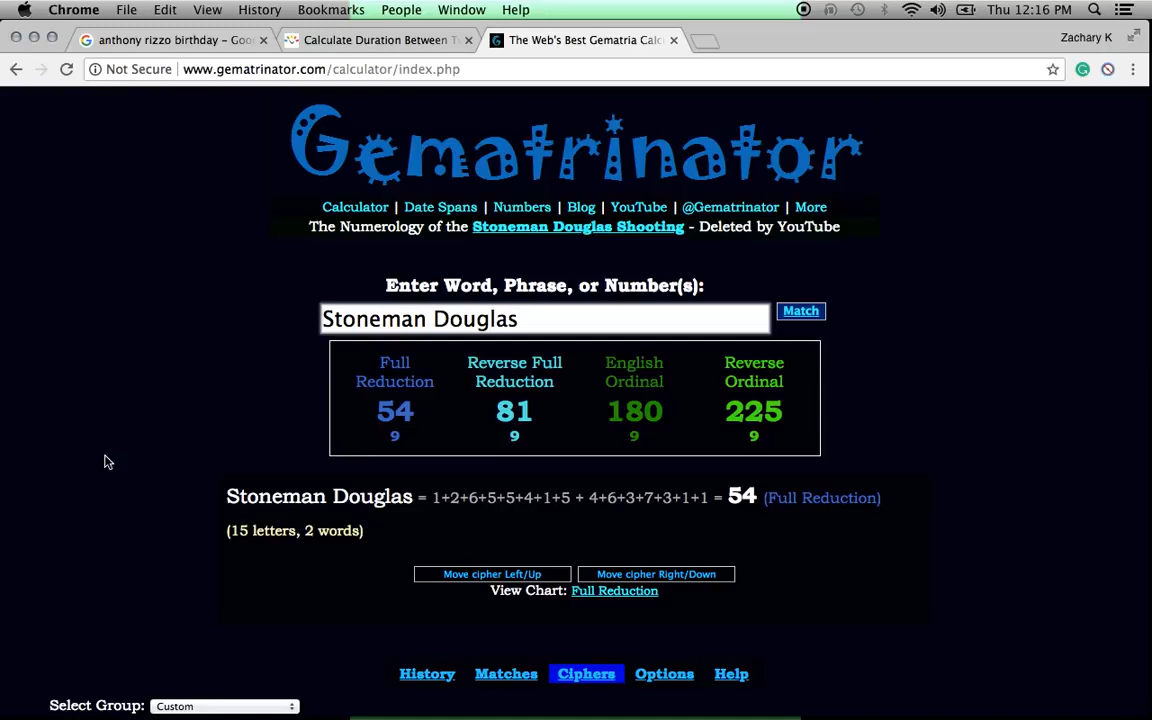 Chrome File Edit View History Bookmarks People Window Help Thu 12:16 PM
anthony rizzo birthday – Goo Calculate Duration Between Tw The Web's Best Gematria Calc Zachary K
Not Secure www.gematrinator.com/calculator/index.php
Gematrinator
Calculator | Date Spans | Numbers | Blog | YouTube | @Gematrinator | More
The Numerology of the Stoneman Douglas Shooting - Deleted by YouTube
Enter Word, Phrase, or Number(s):
Stoneman Douglas Match
Full Reduction Reverse Full Reduction English Ordinal Reverse Ordinal
54 81 180 225
9 9 9 9
Stoneman Douglas = 1+2+6+5+5+4+1+5 + 4+6+3+7+3+1+1 = 54 (Full Reduction)
(15 letters, 2 words)
Move cipher Left/Up Move cipher Right/Down
View Chart: Full Reduction
History Matches Ciphers Options Help
Select Group: Custom